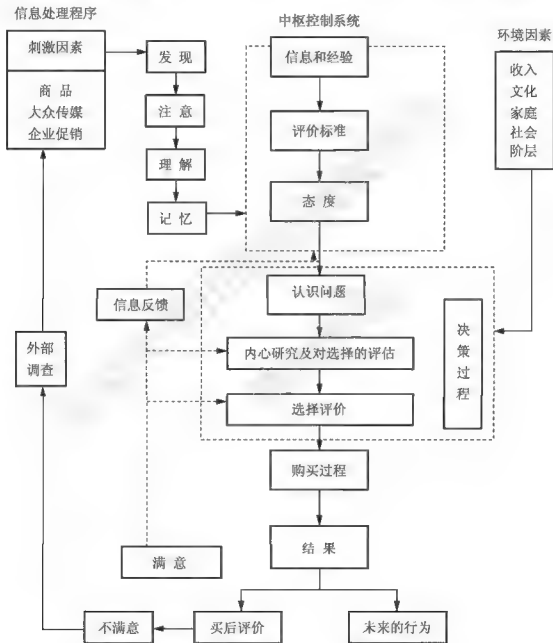 信息处理程序
刺激因素
商品
大众传媒
企业促销
发现
注意
理解
记忆
中枢控制系统
信息和经验
评价标准
态度
环境因素
收入
文化
家庭
社会
阶层
信息反馈
认识问题
内心研究及对选择的评估
选择评价
决
策
过
程
外部
调查
购买过程
结果
满意
不满意
买后评价
未来的行为